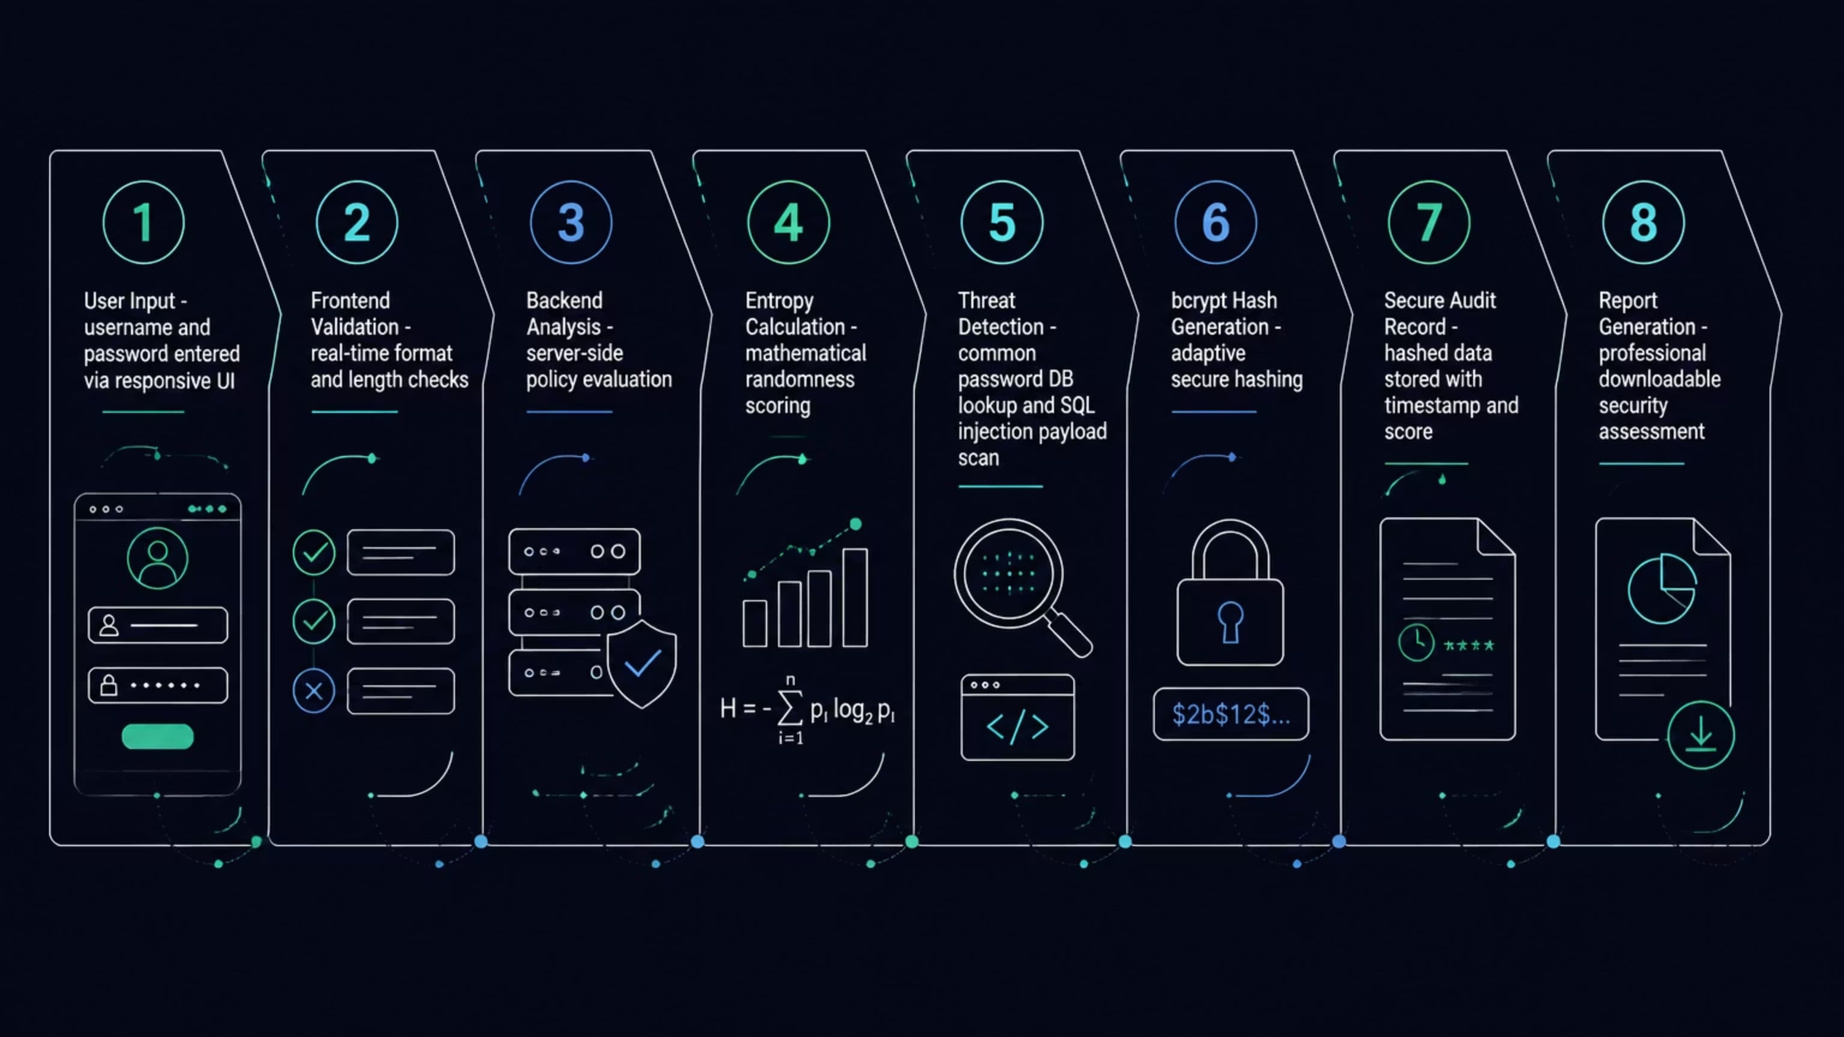 1
User Input -
username and
password entered
via responsive UI
2
Frontend
Validation -
real-time format
and length checks
3
Backend
Analysis -
server-side
policy evaluation
4
Entropy
Calculation -
mathematical
randomness
scoring
H = - n∑i=1 pᵢ log₂ pᵢ
5
Threat
Detection -
common
password DB
lookup and SQL
injection payload
scan
</>
6
bcrypt Hash
Generation -
adaptive
secure hashing
$2b$12$...
7
Secure Audit
Record -
hashed data
stored with
timestamp and
score
****
8
Report
Generation -
professional
downloadable
security
assessment